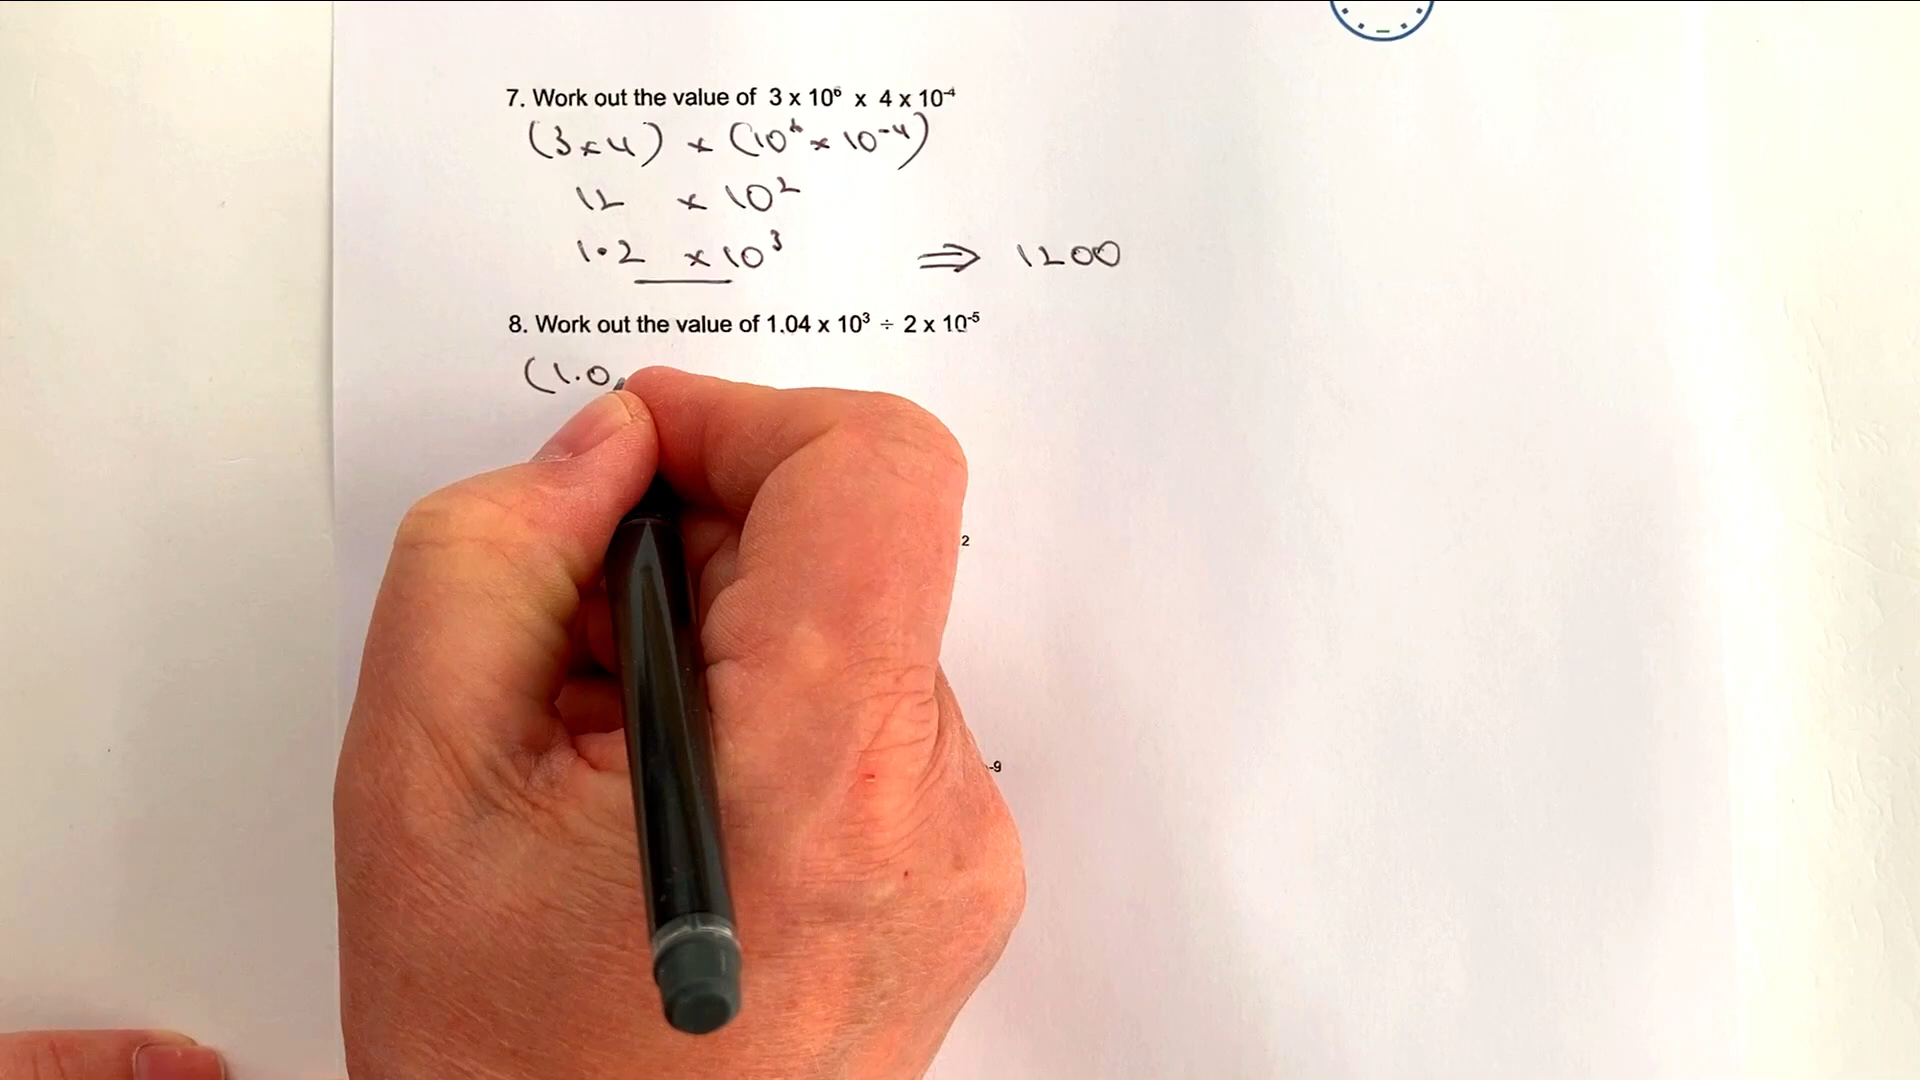 7. Work out the value of 3 x 10⁶ x 4 x 10⁻⁴
(3×4) × (10⁶ × 10⁻⁴)
12 × 10²
1.2 × 10³ ⇒ 1200
8. Work out the value of 1.04 x 10³ ÷ 2 x 10⁻⁵
(1.0
2
-9